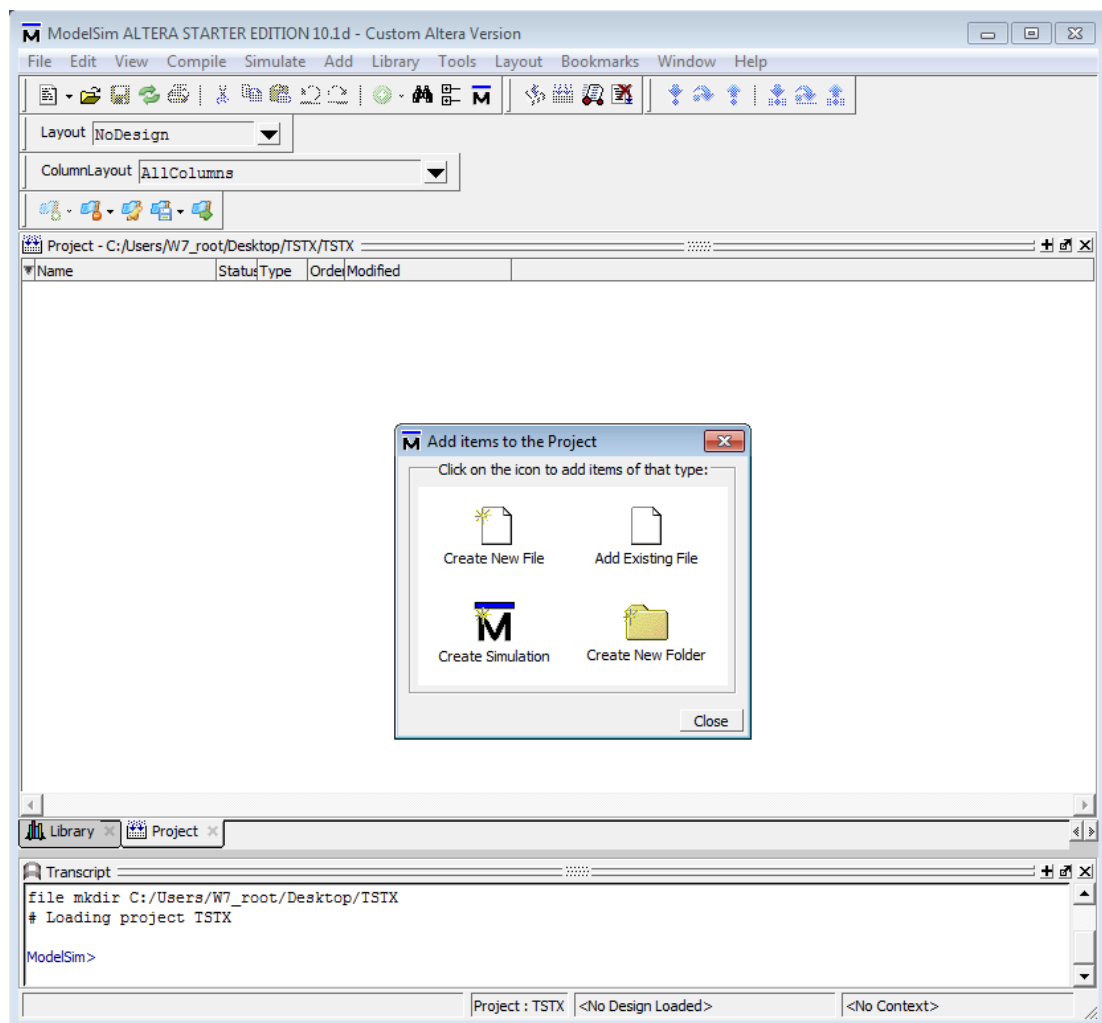 ModelSim ALTERA STARTER EDITION 10.1d - Custom Altera Version
File Edit View Compile Simulate Add Library Tools Layout Bookmarks Window Help
Layout NoDesign
ColumnLayout AllColumns
Project - C:/Users/W7_root/Desktop/TSTX/TSTX
Name Status Type Order Modified
Add items to the Project
Click on the icon to add items of that type:
Create New File Add Existing File
Create Simulation Create New Folder
Close
Library Project
Transcript
file mkdir C:/Users/W7_root/Desktop/TSTX
# Loading project TSTX
ModelSim>
Project : TSTX <No Design Loaded> <No Context>